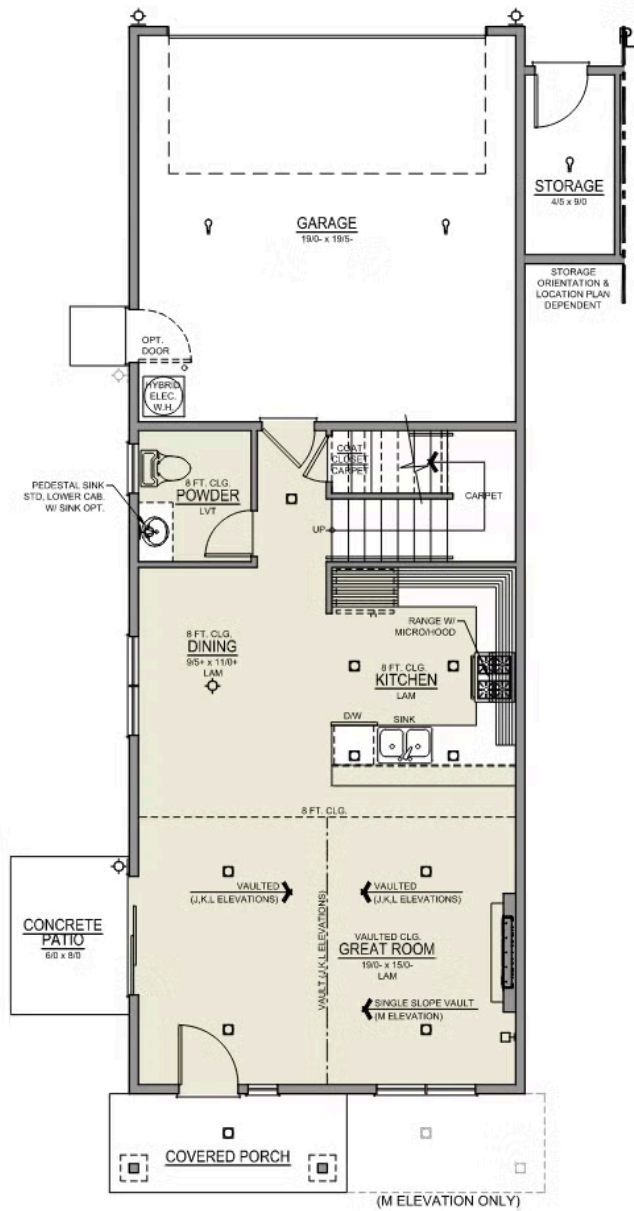 P
GARAGE
19/0- x 19/5-
STORAGE
4/5 x 9/0
STORAGE
ORIENTATION &
LOCATION PLAN
DEPENDENT
OPT.
DOOR
HYBRID
ELEC.
W.H.
COAT
CLOSET
CARPET
CARPET
UP
PEDESTAL SINK
STD, LOWER CAB.
W/ SINK OPT.
8 FT. CLG.
POWDER
LVT
RANGE W/
MICRO/HOOD
8 FT. CLG.
DINING
9/5+ x 11/0+
LAM
8 FT. CLG.
KITCHEN
LAM
D/W
SINK
8 FT. CLG.
VAULTED
(J,K,L ELEVATIONS)
VAULT (J,K,L ELEVATIONS)
VAULTED
(J,K,L ELEVATIONS)
CONCRETE
PATIO
6/0 x 8/0
VAULTED CLG.
GREAT ROOM
19/0- x 15/0-
LAM
SINGLE SLOPE VAULT
(M ELEVATION)
COVERED PORCH
(M ELEVATION ONLY)